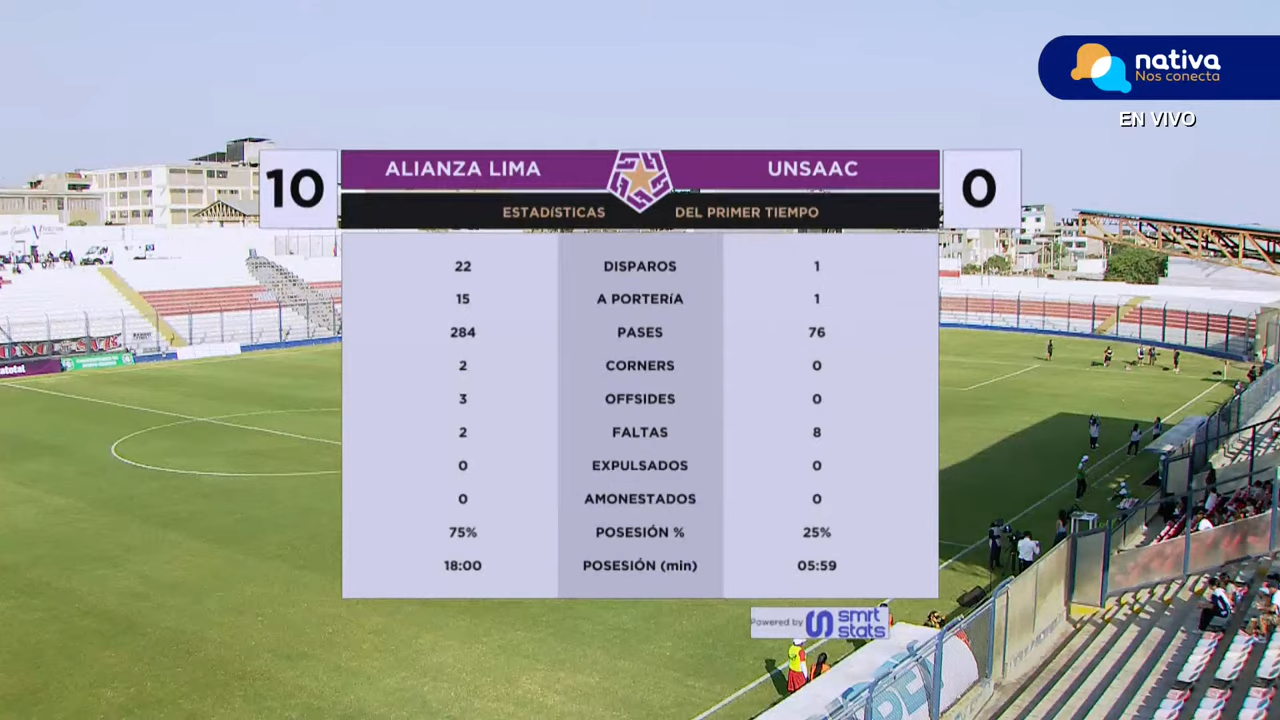 nativa
Nos conecta
EN VIVO
10 ALIANZA LIMA UNSAAC 0
ESTADÍSTICAS DEL PRIMER TIEMPO
22 DISPAROS 1
15 A PORTERíA 1
284 PASES 76
2 CORNERS 0
3 OFFSIDES 0
2 FALTAS 8
0 EXPULSADOS 0
0 AMONESTADOS 0
75% POSESIÓN % 25%
18:00 POSESIÓN (min) 05:59
Powered by smrt stats